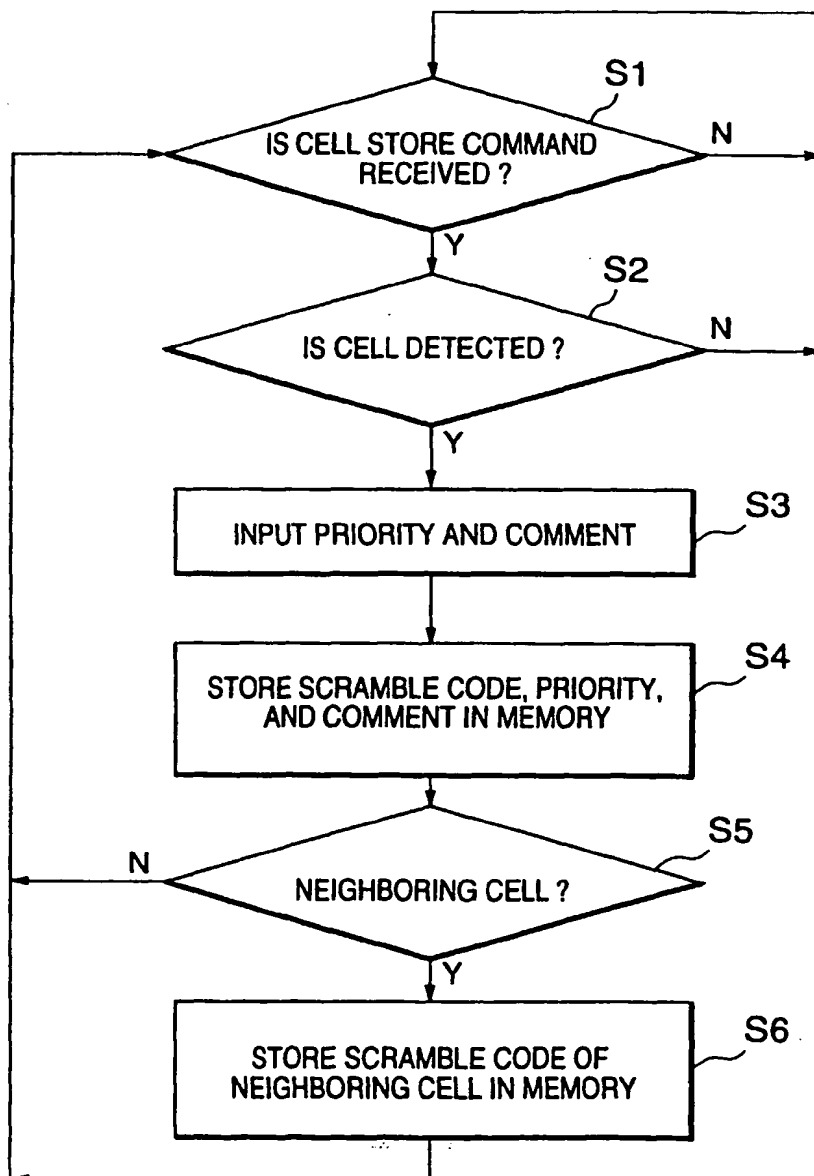 S1
IS CELL STORE COMMAND
RECEIVED ?
N
Y
S2
IS CELL DETECTED ?
N
Y
S3
INPUT PRIORITY AND COMMENT
S4
STORE SCRAMBLE CODE, PRIORITY,
AND COMMENT IN MEMORY
S5
N
NEIGHBORING CELL ?
Y
S6
STORE SCRAMBLE CODE OF
NEIGHBORING CELL IN MEMORY